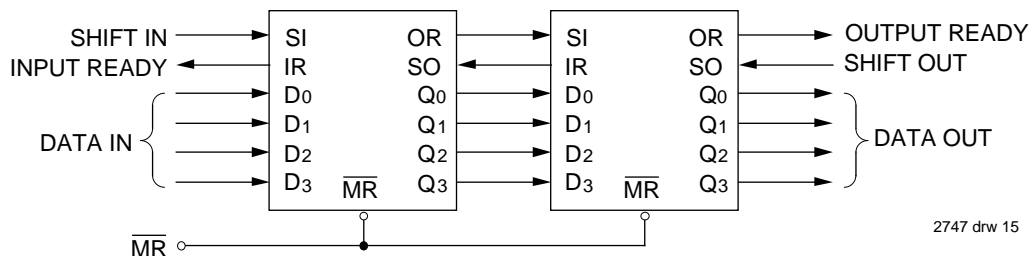 SHIFT IN SI OR SI OR OUTPUT READY
INPUT READY IR SO IR SO SHIFT OUT
D0 Q0 D0 Q0
DATA IN D1 Q1 D1 Q1 DATA OUT
D2 Q2 D2 Q2
D3 MR Q3 D3 MR Q3
MR
2747 drw 15